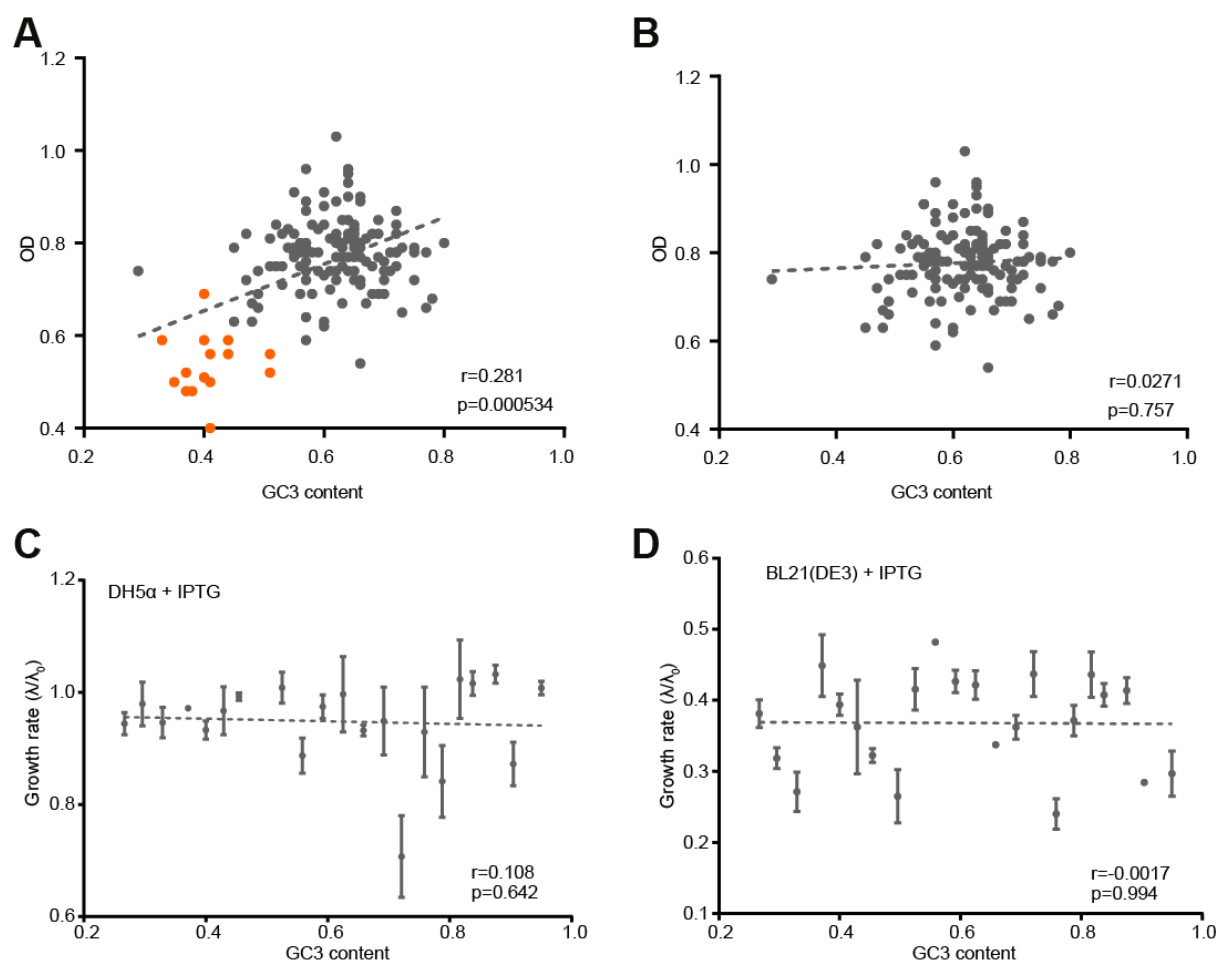 A
1.2
1.0
0.8
0.6
0.4
OD
0.2
0.4
0.6
0.8
1.0
GC3 content
r=0.281
p=0.000534
B
1.2
1.0
0.8
0.6
0.4
OD
0.2
0.4
0.6
0.8
1.0
GC3 content
r=0.0271
p=0.757
C
DH5α + IPTG
1.2
1.0
0.8
0.6
Growth rate (λ/λ₀)
0.2
0.4
0.6
0.8
1.0
GC3 content
r=0.108
p=0.642
D
BL21(DE3) + IPTG
0.6
0.5
0.4
0.3
0.2
0.1
Growth rate (λ/λ₀)
0.2
0.4
0.6
0.8
1.0
GC3 content
r=-0.0017
p=0.994